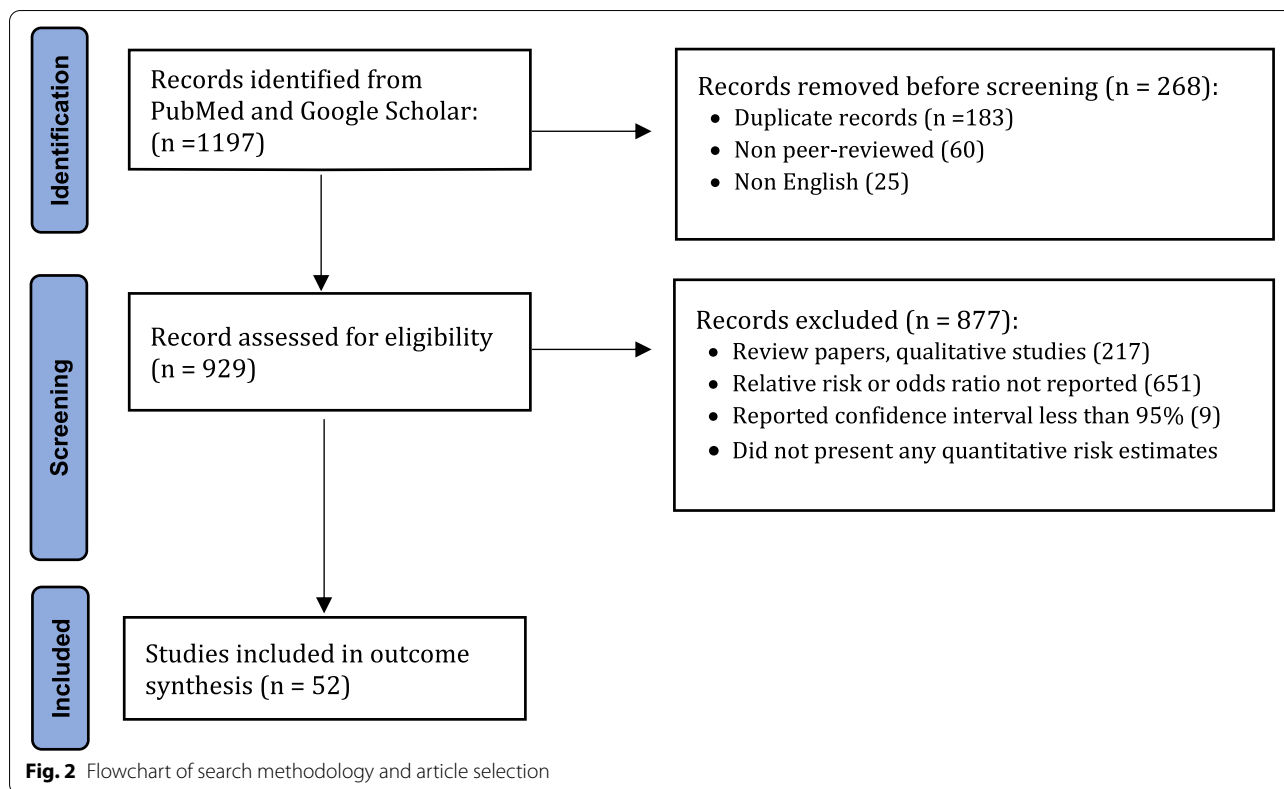 Identification
Records identified from
PubMed and Google Scholar:
(n =1197)
Records removed before screening (n = 268):
• Duplicate records (n =183)
• Non peer-reviewed (60)
• Non English (25)
Screening
Record assessed for eligibility
(n = 929)
Records excluded (n = 877):
• Review papers, qualitative studies (217)
• Relative risk or odds ratio not reported (651)
• Reported confidence interval less than 95% (9)
• Did not present any quantitative risk estimates
Included
Studies included in outcome
synthesis (n = 52)
Fig. 2 Flowchart of search methodology and article selection